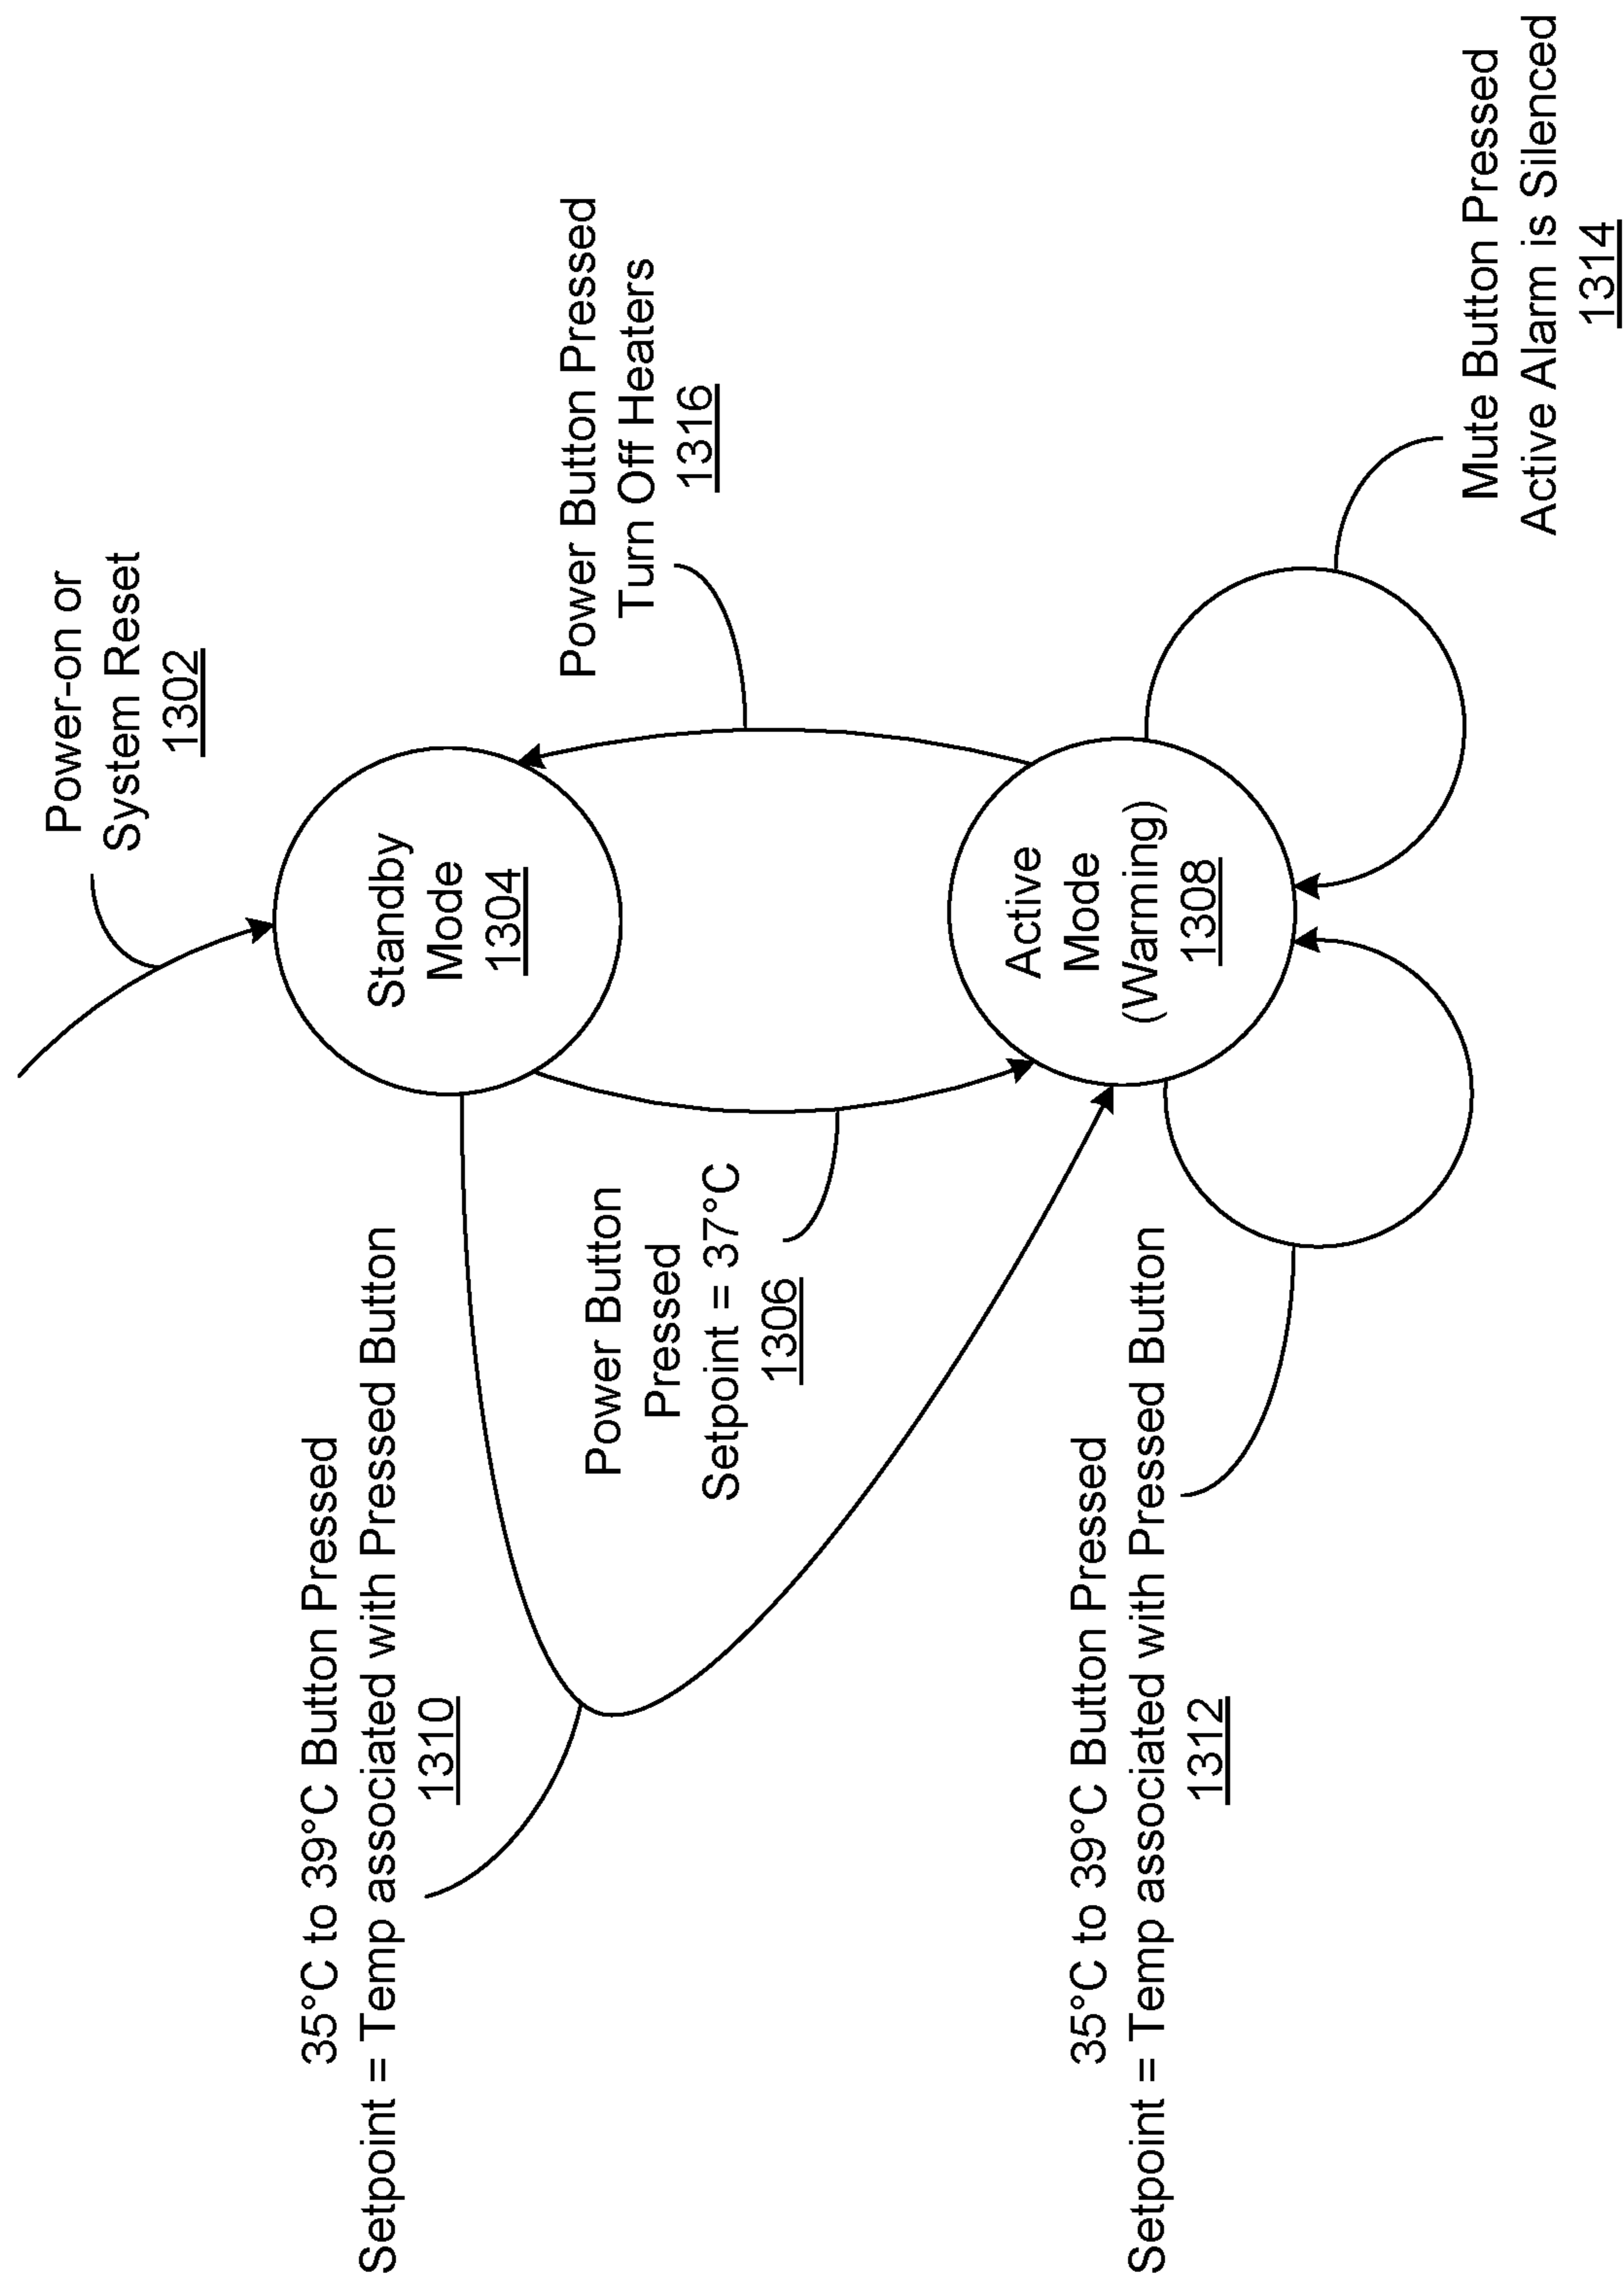 Power-on or
System Reset
1302
Standby
Mode
1304
35°C to 39°C Button Pressed
Setpoint = Temp associated with Pressed Button
1310
Power Button
Pressed
Setpoint = 37°C
1306
Power Button Pressed
Turn Off Heaters
1316
Active
Mode
(Warming)
1308
35°C to 39°C Button Pressed
Setpoint = Temp associated with Pressed Button
1312
Mute Button Pressed
Active Alarm is Silenced
1314